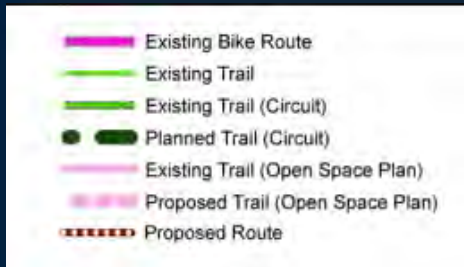 Existing Bike Route
Existing Trail
Existing Trail (Circuit)
Planned Trail (Circuit)
Existing Trail (Open Space Plan)
Proposed Trail (Open Space Plan)
Proposed Route